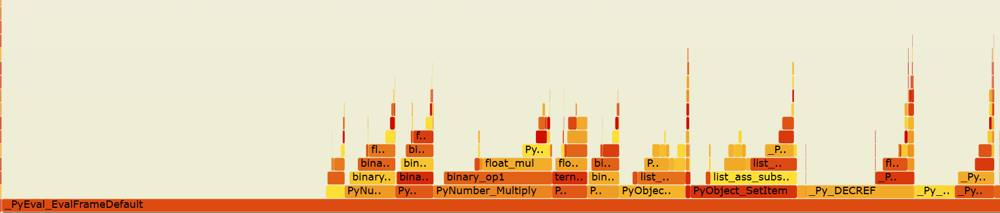 f..
fl.. bi.. Py.. _P..
bina.. bin.. float_mul flo.. bi.. P.. list_.. fl..
binary.. bina.. binary_op1 tern.. bin.. list_.. list_ass_subs.. _P.. _Py..
PyNu.. Py.. PyNumber_Multiply P.. P.. PyObjec.. PyObject_SetItem _Py_DECREF _Py_.. _Py..
_PyEval_EvalFrameDefault